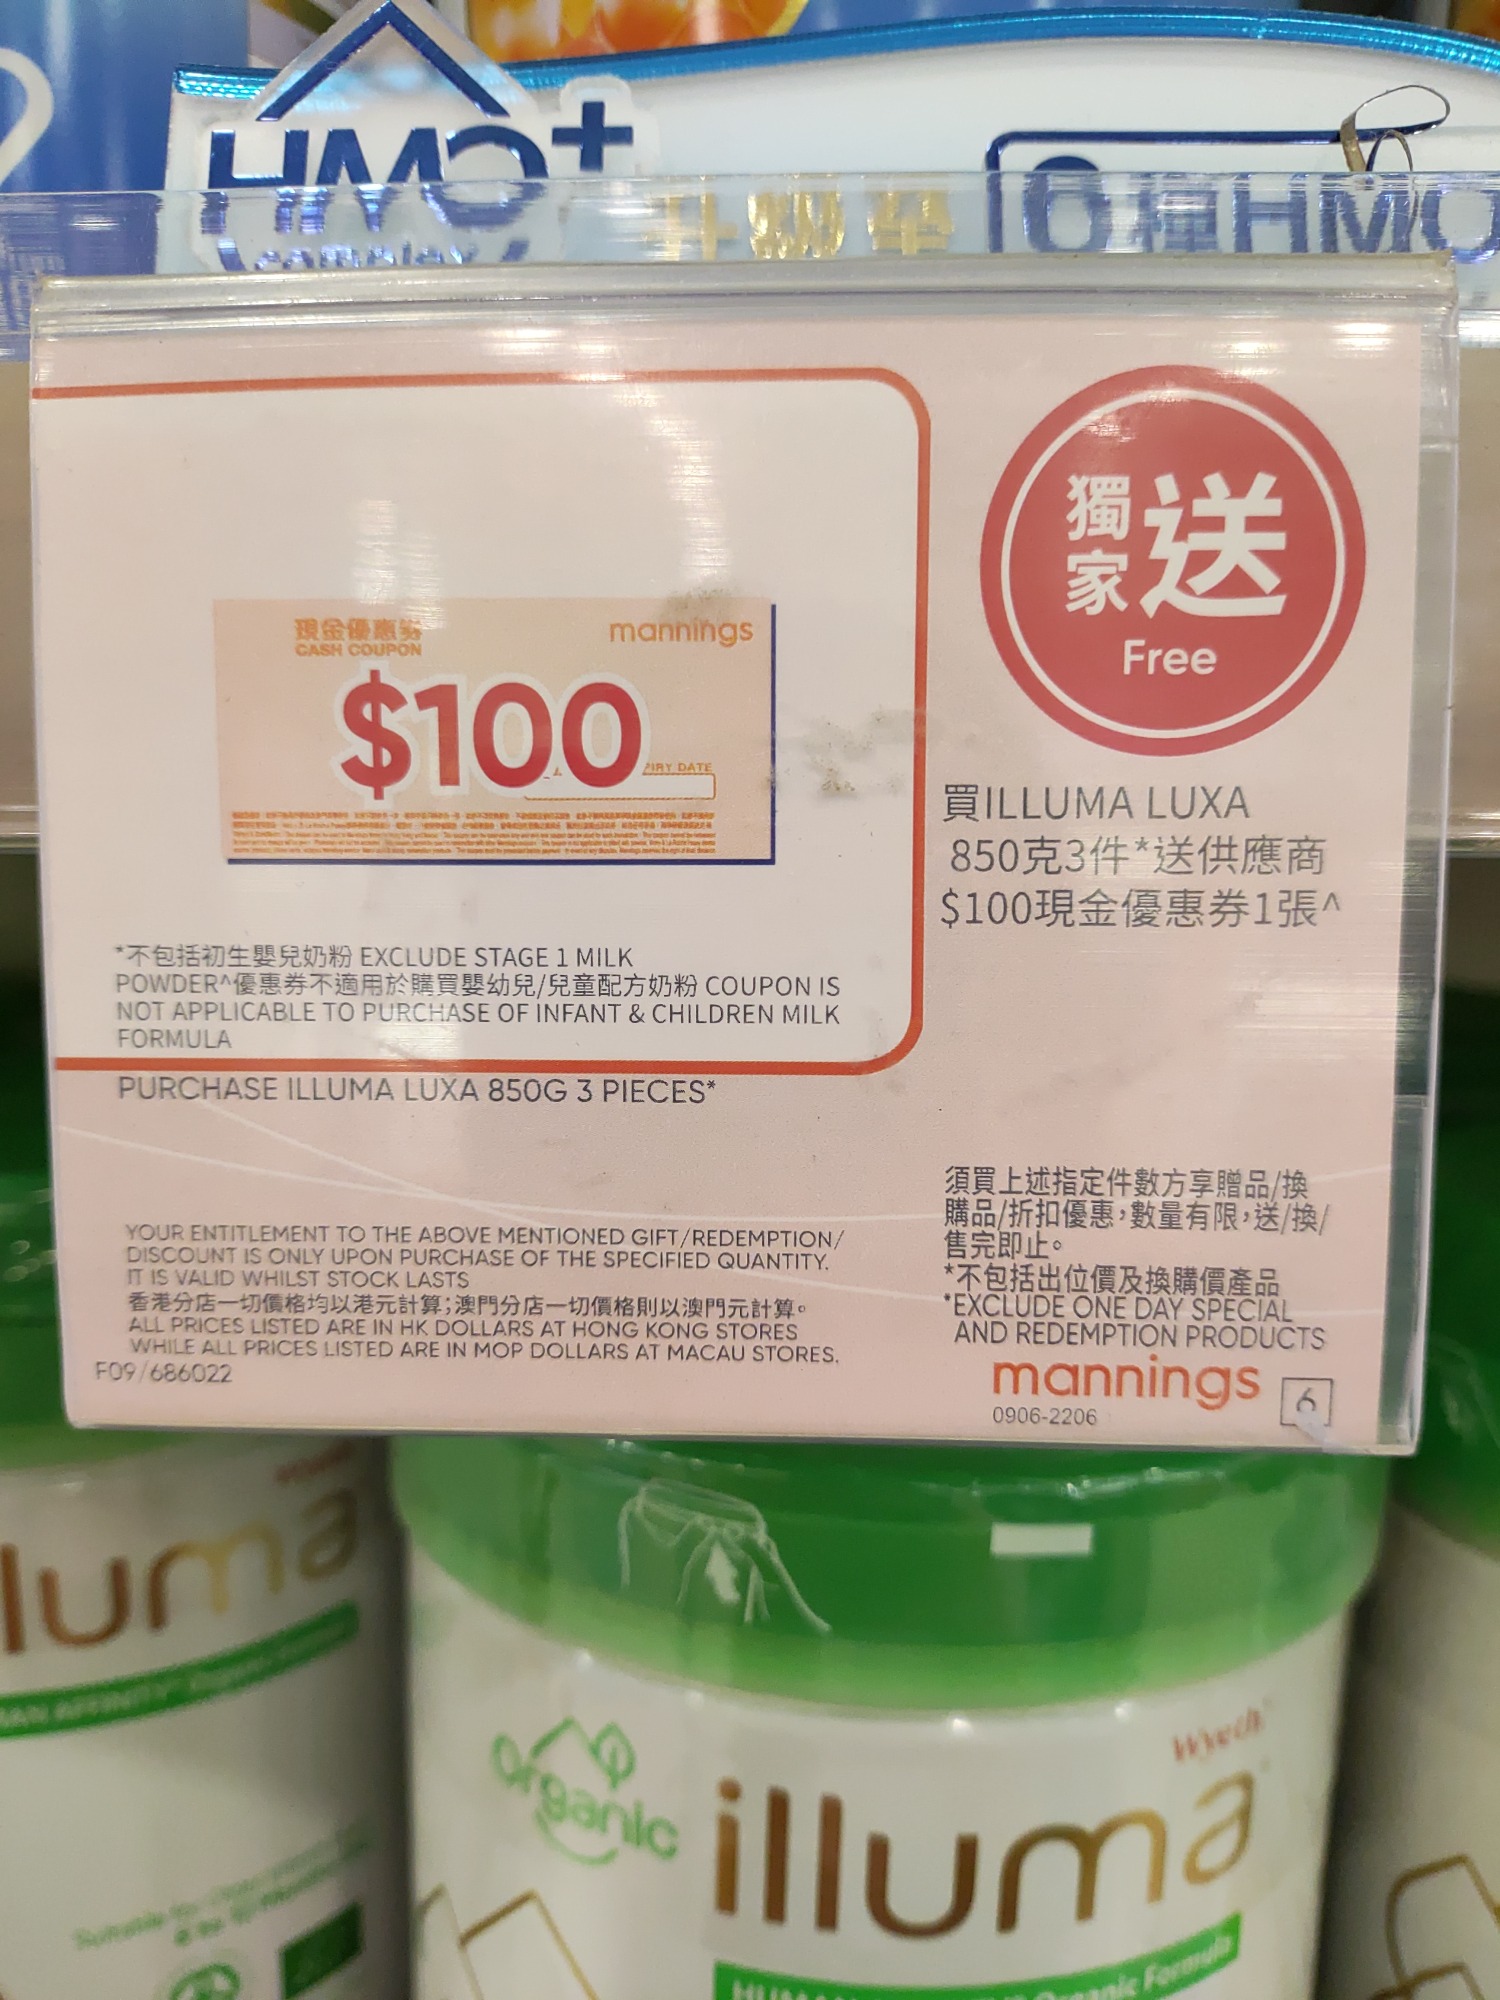 HMO+
complex
升級至
6種HMO
現金優惠券
CASH COUPON
mannings
$100
PIRY DATE
獨家送
Free
買ILLUMA LUXA
850克3件*送供應商
$100現金優惠券1張^
*不包括初生嬰兒奶粉 EXCLUDE STAGE 1 MILK
POWDER^優惠券不適用於購買嬰幼兒/兒童配方奶粉 COUPON IS
NOT APPLICABLE TO PURCHASE OF INFANT & CHILDREN MILK
FORMULA
PURCHASE ILLUMA LUXA 850G 3 PIECES*
YOUR ENTITLEMENT TO THE ABOVE MENTIONED GIFT/REDEMPTION/
DISCOUNT IS ONLY UPON PURCHASE OF THE SPECIFIED QUANTITY.
IT IS VALID WHILST STOCK LASTS
香港分店一切價格均以港元計算;澳門分店一切價格則以澳門元計算。
ALL PRICES LISTED ARE IN HK DOLLARS AT HONG KONG STORES
WHILE ALL PRICES LISTED ARE IN MOP DOLLARS AT MACAU STORES.
F09/686022
須買上述指定件數方享贈品/換
購品/折扣優惠,數量有限,送/換/
售完即止。
*不包括出位價及換購價產品
*EXCLUDE ONE DAY SPECIAL
AND REDEMPTION PRODUCTS
mannings
0906-2206
6
luma
Organic
Wyeth
illuma
Organic Formula